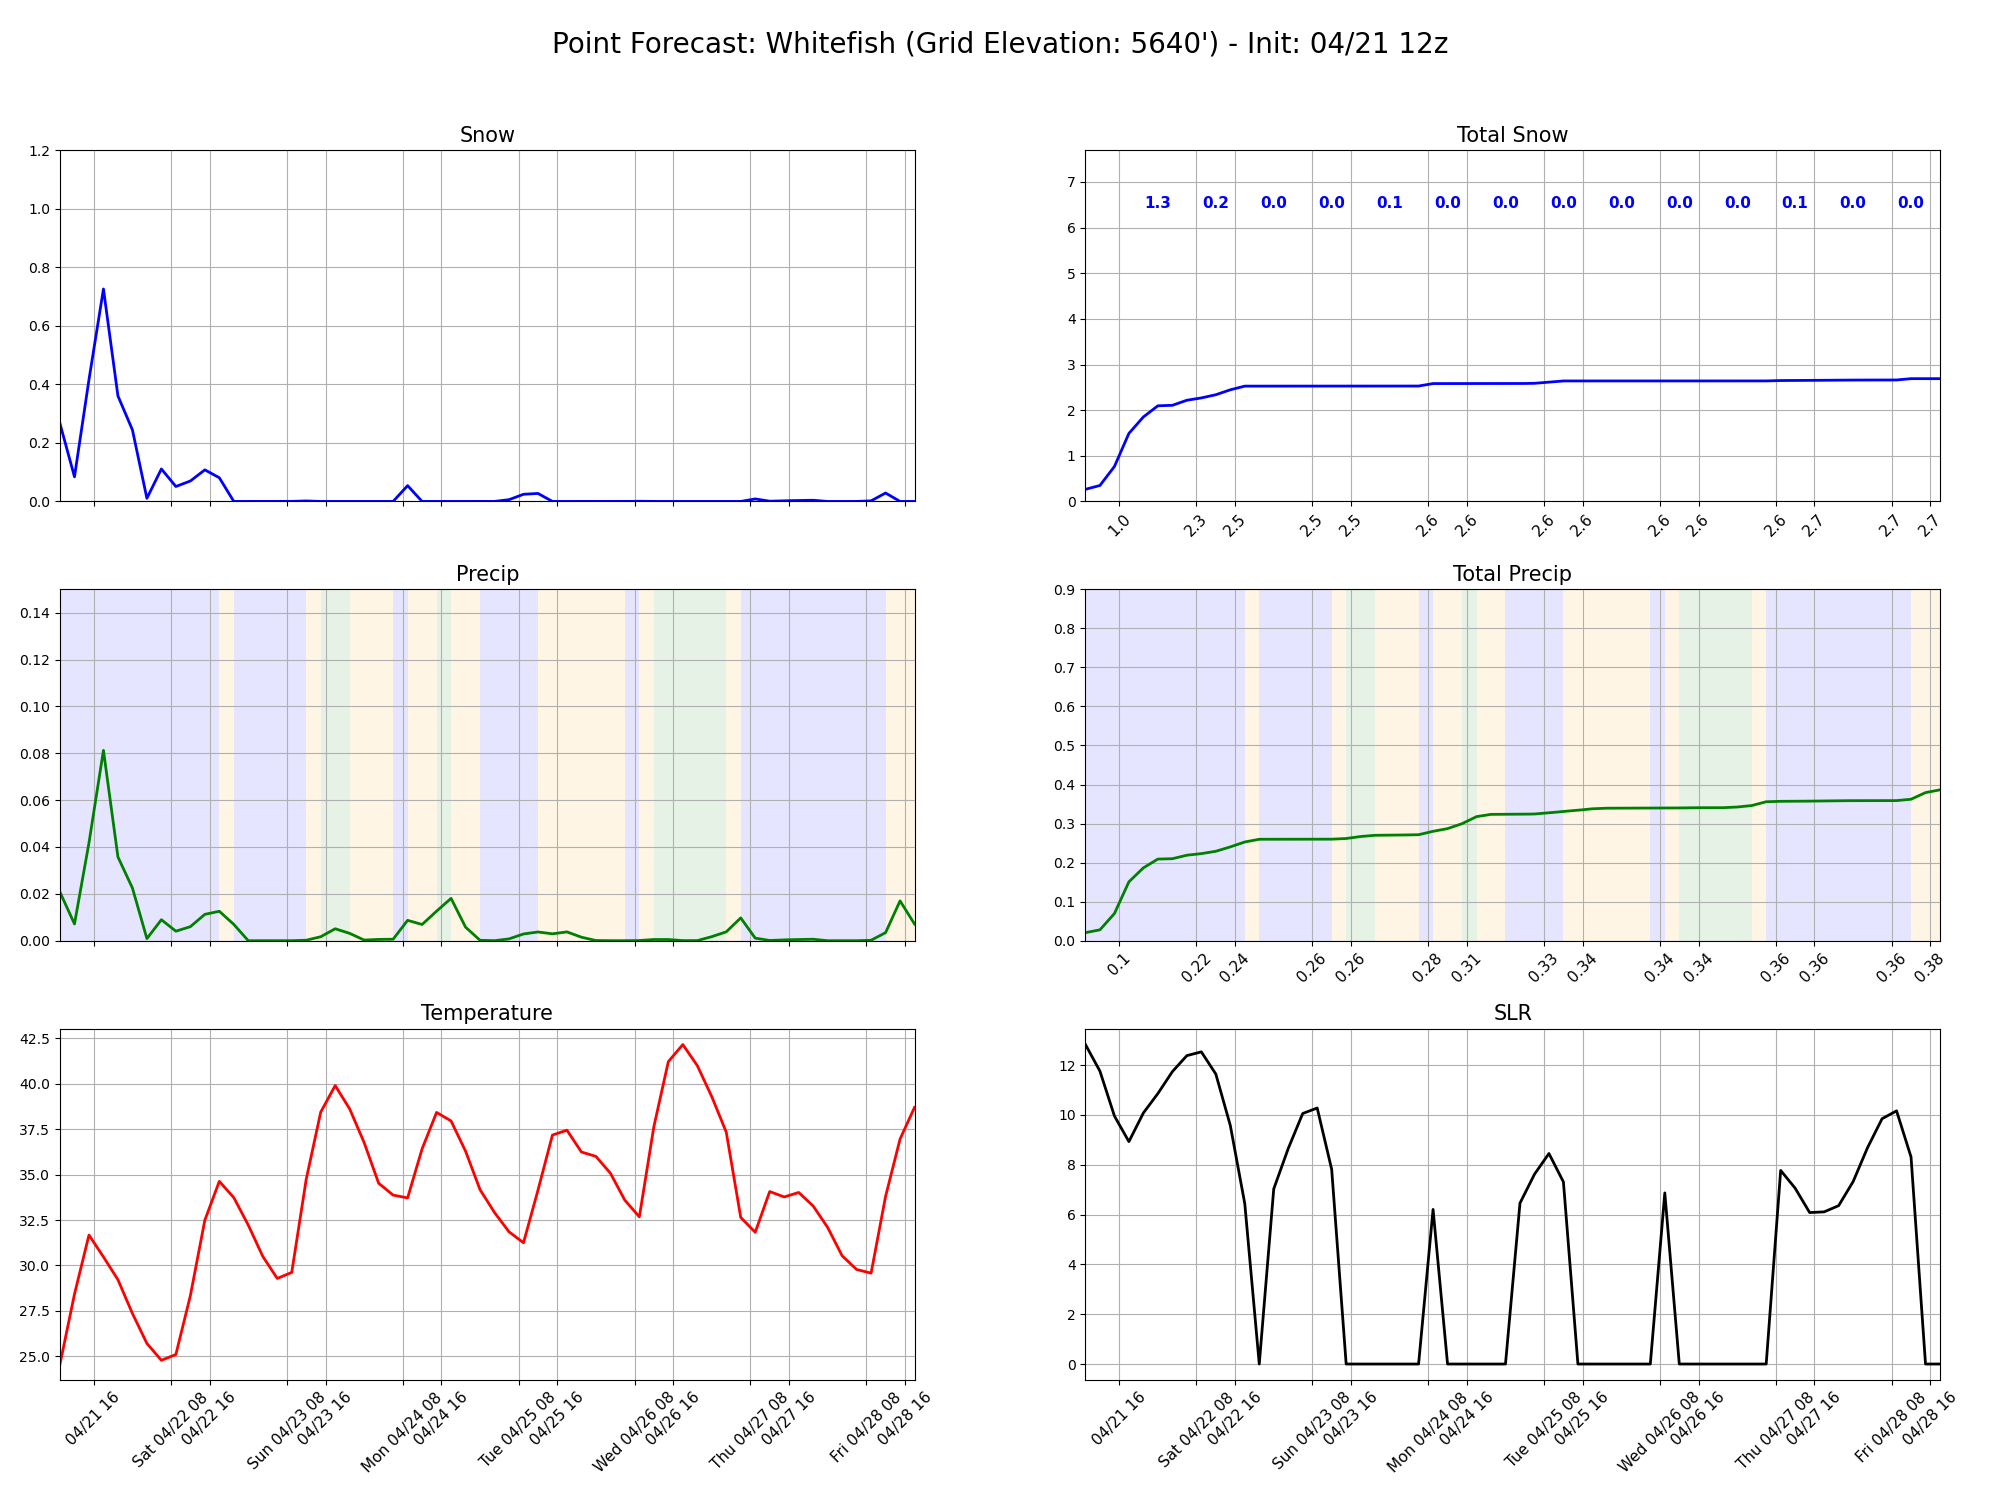 Point Forecast: Whitefish (Grid Elevation: 5640') - Init: 04/21 12z
Snow
1.2
1.0
0.8
0.6
0.4
0.2
0.0
Total Snow
7
6
5
4
3
2
1
0
1.3 0.2 0.0 0.0 0.1 0.0 0.0 0.0 0.0 0.0 0.0 0.1 0.0 0.0
1.0 2.3 2.5 2.5 2.5 2.6 2.6 2.6 2.6 2.6 2.6 2.6 2.7 2.7 2.7
Precip
0.14
0.12
0.10
0.08
0.06
0.04
0.02
0.00
Total Precip
0.9
0.8
0.7
0.6
0.5
0.4
0.3
0.2
0.1
0.0
0.1 0.22 0.24 0.26 0.26 0.28 0.31 0.33 0.34 0.34 0.34 0.36 0.36 0.36 0.38
Temperature
42.5
40.0
37.5
35.0
32.5
30.0
27.5
25.0
04/21 16
Sat 04/22 08
04/22 16
Sun 04/23 08
04/23 16
Mon 04/24 08
04/24 16
Tue 04/25 08
04/25 16
Wed 04/26 08
04/26 16
Thu 04/27 08
04/27 16
Fri 04/28 08
04/28 16
SLR
12
10
8
6
4
2
0
04/21 16
Sat 04/22 08
04/22 16
Sun 04/23 08
04/23 16
Mon 04/24 08
04/24 16
Tue 04/25 08
04/25 16
Wed 04/26 08
04/26 16
Thu 04/27 08
04/27 16
Fri 04/28 08
04/28 16